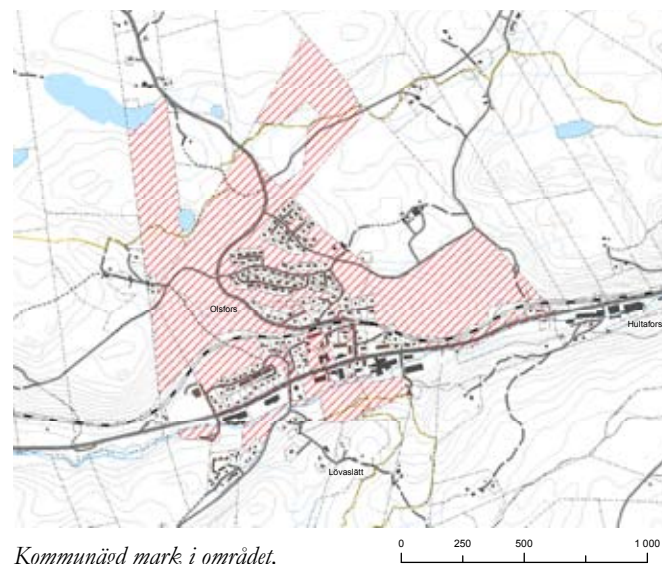 Olsfors
Hultafors
Lövaslätt
Kommunägd mark i området.
0 250 500 1 000